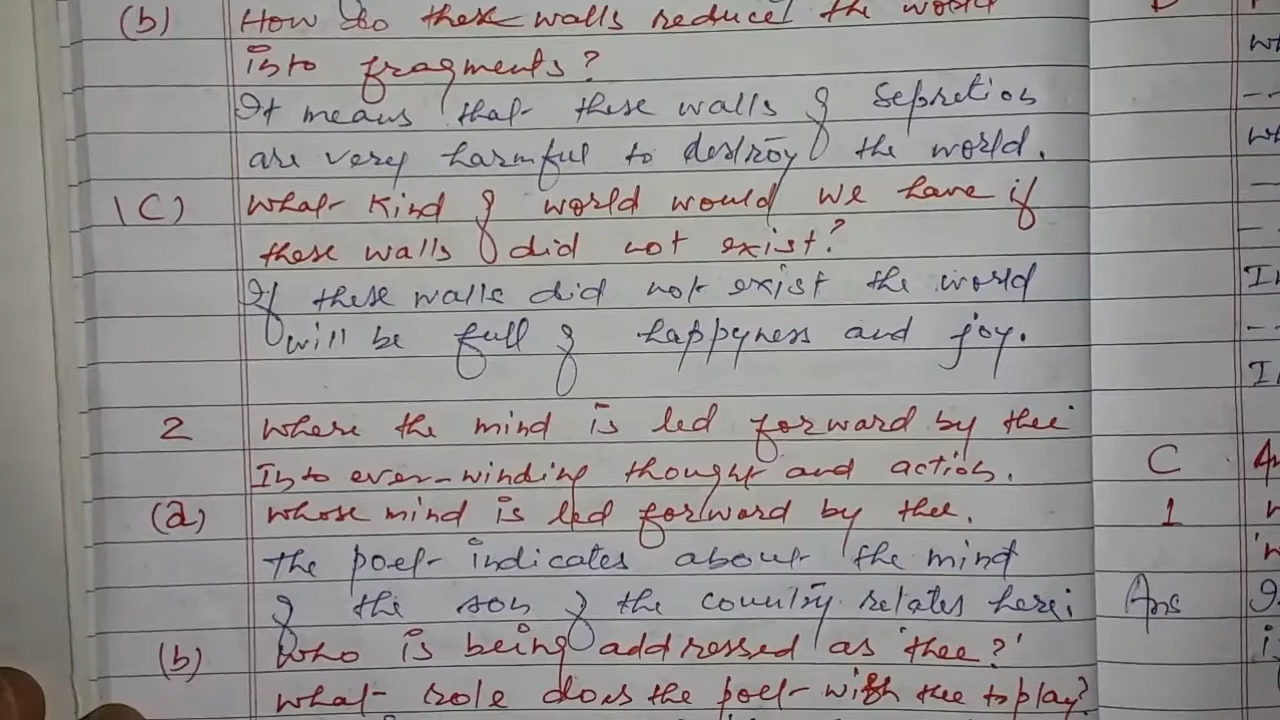 (b) How do these walls reduce the world
into fragments?
It means that these walls of Sepretion
are very harmful to destroy the world.
(C) What Kind of world would we have if
these walls did not exist?
If these walls did not exist the world
will be full of happyness and joy.
2 where the mind is led forward by thee
Into ever-winding thought and action.
(a) whose mind is led forward by thee.
The poet indicates about the mind
of the son of the country relates here;
(b) Who is being addressed as 'thee?'
What role does the poet wish thee to play?
C
1
Ans